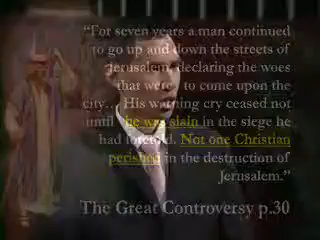 “For seven years a man continued
to go up and down the streets of
Jerusalem, declaring the woes
that were to come upon the
city… His warning cry ceased not
until he was slain in the siege he
had foretold. Not one Christian
perished in the destruction of
Jerusalem.”
The Great Controversy p.30